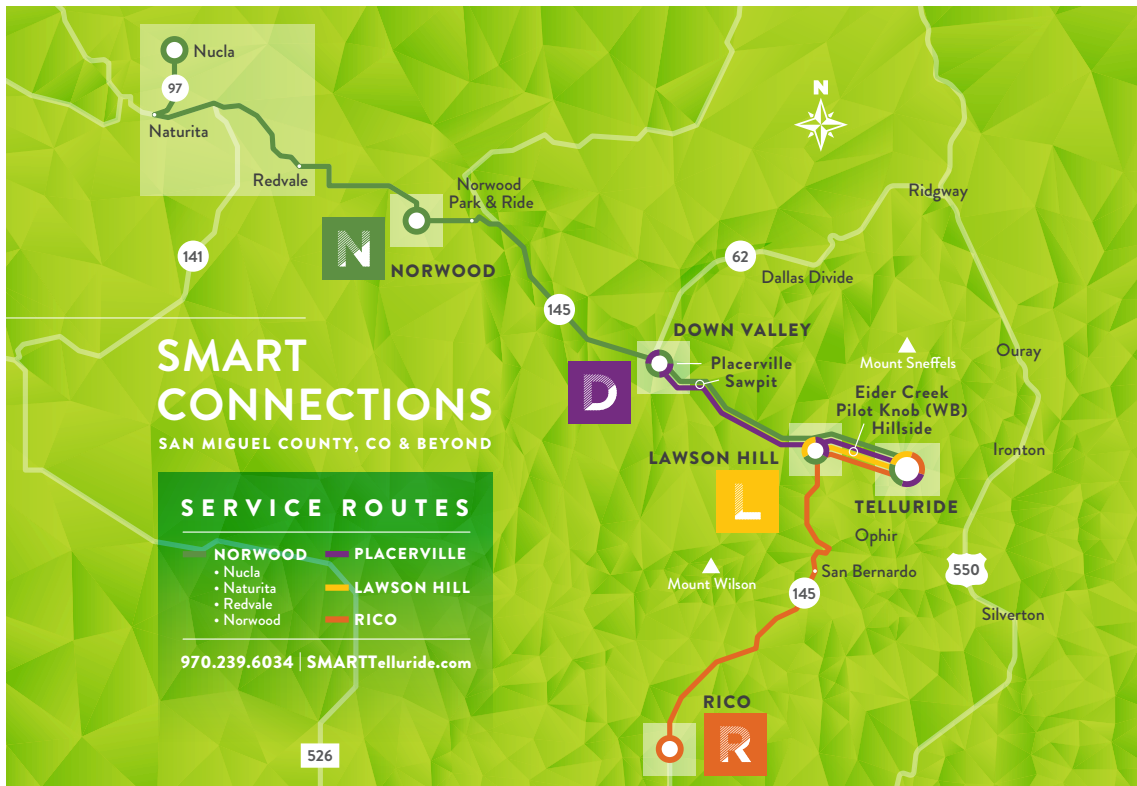 Nucla
97
Naturita
Redvale
Norwood
Park & Ride
N
NORWOOD
141
145
N
62
Ridgway
Dallas Divide
DOWN VALLEY
Placerville
Sawpit
D
Mount Sneffels
Ouray
Eider Creek
Pilot Knob (WB)
Hillside
LAWSON HILL
L
Ironton
TELLURIDE
Ophir
San Bernardo
550
Mount Wilson
145
Silverton
RICO
R
SMART
CONNECTIONS
SAN MIGUEL COUNTY, CO & BEYOND
SERVICE ROUTES
NORWOOD
• Nucla
• Naturita
• Redvale
• Norwood
PLACERVILLE
LAWSON HILL
RICO
970.239.6034 | SMARTTelluride.com
526